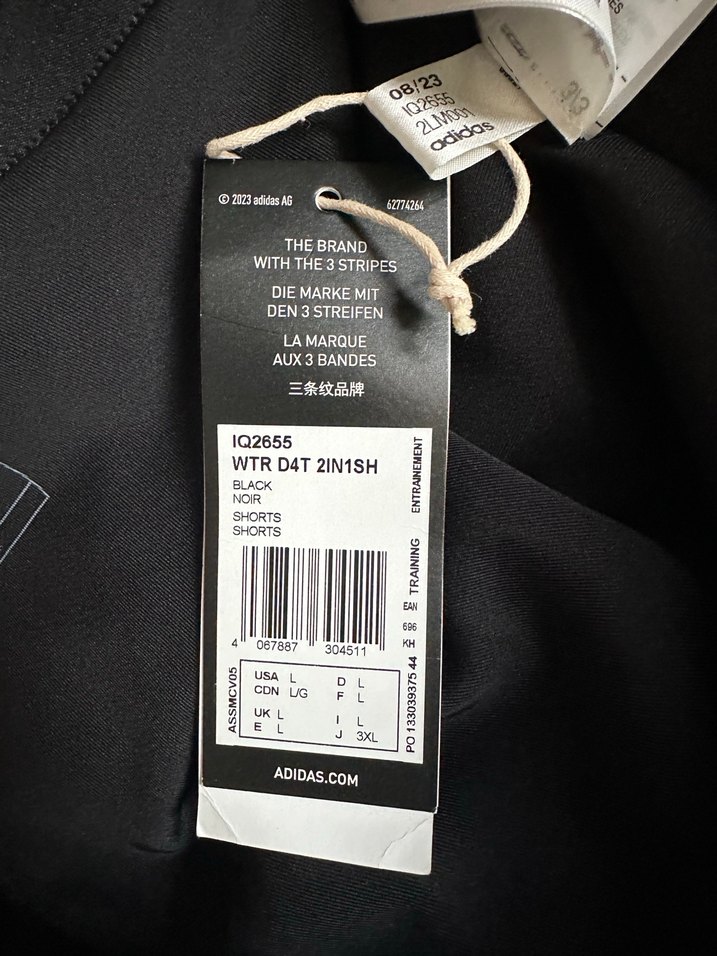 08/23
IQ2655
2LM001
adidas
© 2023 adidas AG
62774264
THE BRAND
WITH THE 3 STRIPES
DIE MARKE MIT
DEN 3 STREIFEN
LA MARQUE
AUX 3 BANDES
三条纹品牌
IQ2655
WTR D4T 2IN1SH
BLACK
NOIR
SHORTS
SHORTS
TRAINING ENTRAINEMENT
EAN
696
KH
4 067887 304511
ASSMCV05
USA L D L
CDN L/G F L
UK L I L
E L J 3XL
PO 133039375 44
ADIDAS.COM